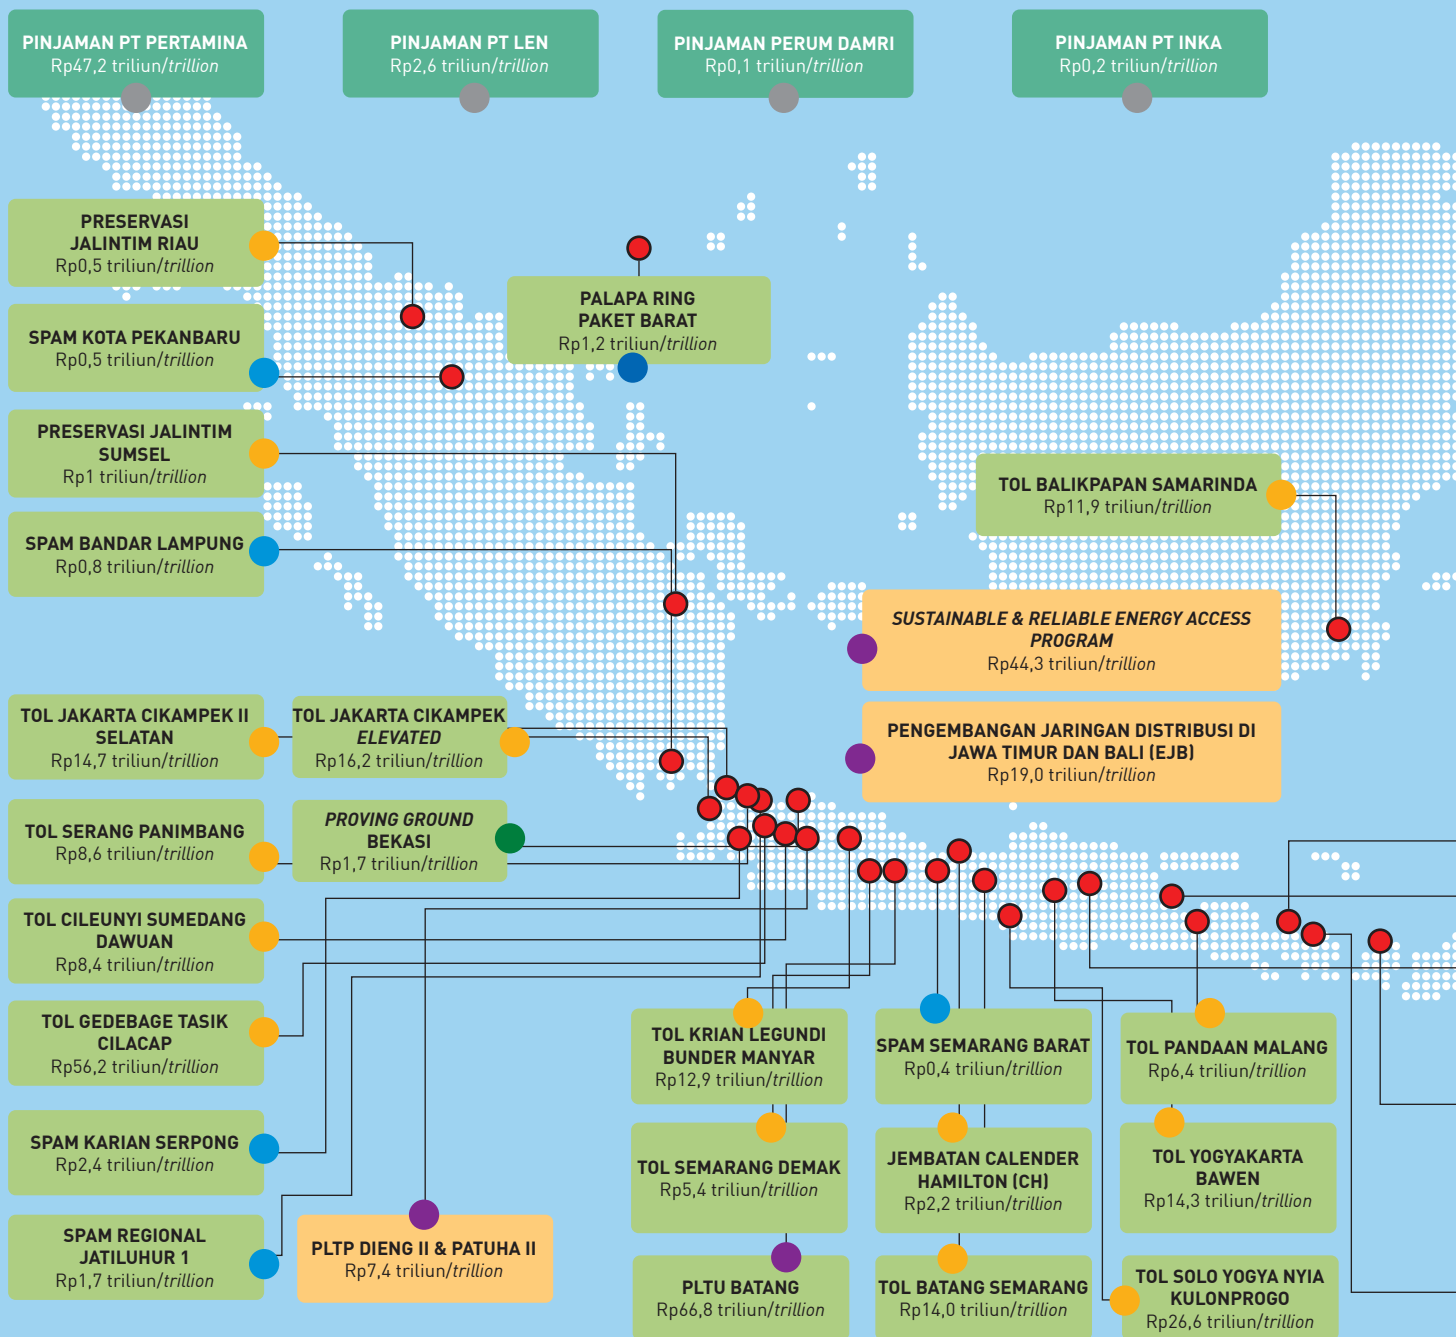 PINJAMAN PT PERTAMINA
Rp47,2 triliun/trillion
PINJAMAN PT LEN
Rp2,6 triliun/trillion
PINJAMAN PERUM DAMRI
Rp0,1 triliun/trillion
PINJAMAN PT INKA
Rp0,2 triliun/trillion
PRESERVASI
JALINTIM RIAU
Rp0,5 triliun/trillion
PALAPA RING
PAKET BARAT
Rp1,2 triliun/trillion
SPAM KOTA PEKANBARU
Rp0,5 triliun/trillion
PRESERVASI JALINTIM
SUMSEL
Rp1 triliun/trillion
TOL BALIKPAPAN SAMARINDA
Rp11,9 triliun/trillion
SPAM BANDAR LAMPUNG
Rp0,8 triliun/trillion
SUSTAINABLE & RELIABLE ENERGY ACCESS
PROGRAM
Rp44,3 triliun/trillion
TOL JAKARTA CIKAMPEK II
SELATAN
Rp14,7 triliun/trillion
TOL JAKARTA CIKAMPEK
ELEVATED
Rp16,2 triliun/trillion
PENGEMBANGAN JARINGAN DISTRIBUSI DI
JAWA TIMUR DAN BALI (EJB)
Rp19,0 triliun/trillion
TOL SERANG PANIMBANG
Rp8,6 triliun/trillion
PROVING GROUND
BEKASI
Rp1,7 triliun/trillion
TOL CILEUNYI SUMEDANG
DAWUAN
Rp8,4 triliun/trillion
TOL GEDEBAGE TASIK
CILACAP
Rp56,2 triliun/trillion
TOL KRIAN LEGUNDI
BUNDER MANYAR
Rp12,9 triliun/trillion
SPAM SEMARANG BARAT
Rp0,4 triliun/trillion
TOL PANDAAN MALANG
Rp6,4 triliun/trillion
SPAM KARIAN SERPONG
Rp2,4 triliun/trillion
TOL SEMARANG DEMAK
Rp5,4 triliun/trillion
JEMBATAN CALENDER
HAMILTON (CH)
Rp2,2 triliun/trillion
TOL YOGYAKARTA
BAWEN
Rp14,3 triliun/trillion
SPAM REGIONAL
JATILUHUR 1
Rp1,7 triliun/trillion
PLTP DIENG II & PATUHA II
Rp7,4 triliun/trillion
PLTU BATANG
Rp66,8 triliun/trillion
TOL BATANG SEMARANG
Rp14,0 triliun/trillion
TOL SOLO YOGYA NYIA
KULONPROGO
Rp26,6 triliun/trillion